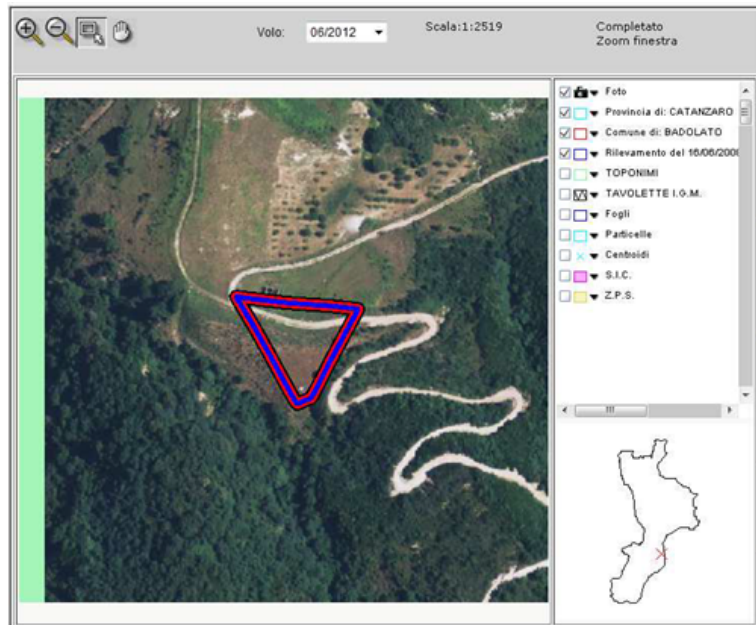 Volo:
06/2012
Scala:1:2519
Completato
Zoom finestra
Foto
Provincia di: CATANZARO
Comune di: BADOLATO
Rilevamento del 16/06/200
TOPONIMI
TAVOLETTE I.G.M.
Fogli
Particelle
Centroidi
S.I.C.
Z.P.S.